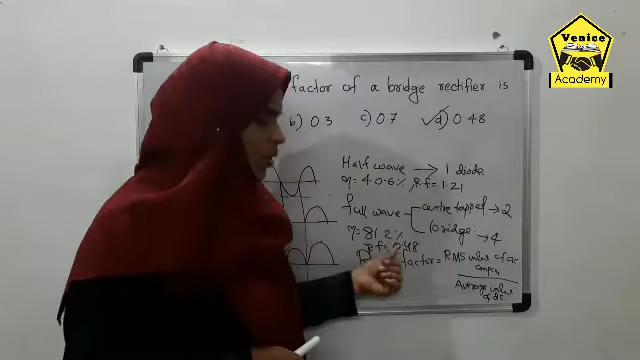 Venice
Academy
factor of a bridge rectifier is
b) 0.3 c) 0.7 d) 0.48
Half wave → 1 diode
η = 40.6% , R.f = 1.21
full wave centre tapped → 2
bridge → 4
η = 81.2%
R.f = 0.48
factor = RMS value of ac
Average value
of dc